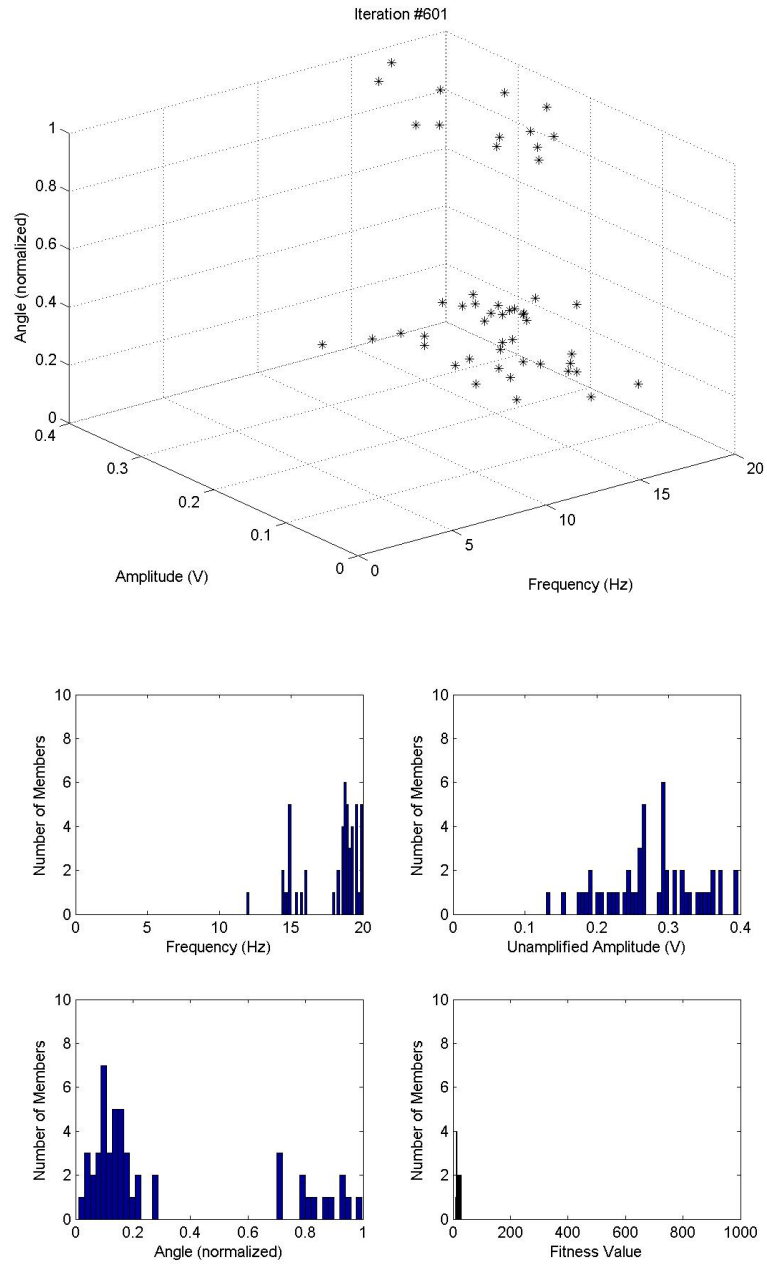 Iteration #601
1
0.8
0.6
0.4
0.2
0
Angle (normalized)
0.4
0.3
0.2
0.1
0
Amplitude (V)
0
5
10
15
20
Frequency (Hz)
10
8
6
4
2
0
Number of Members
0 5 10 15 20
Frequency (Hz)
10
8
6
4
2
0
Number of Members
0 0.1 0.2 0.3 0.4
Unamplified Amplitude (V)
10
8
6
4
2
0
Number of Members
0 0.2 0.4 0.6 0.8 1
Angle (normalized)
10
8
6
4
2
0
Number of Members
0 200 400 600 800 1000
Fitness Value